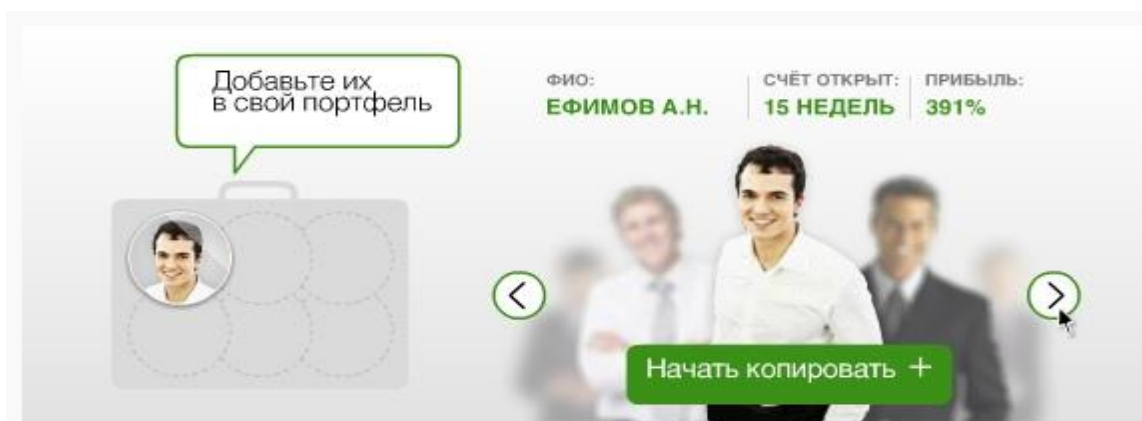 Добавьте их
в свой портфель
ФИО:
ЕФИМОВ А.Н.
СЧЁТ ОТКРЫТ:
15 НЕДЕЛЬ
ПРИБЫЛЬ:
391%
Начать копировать +